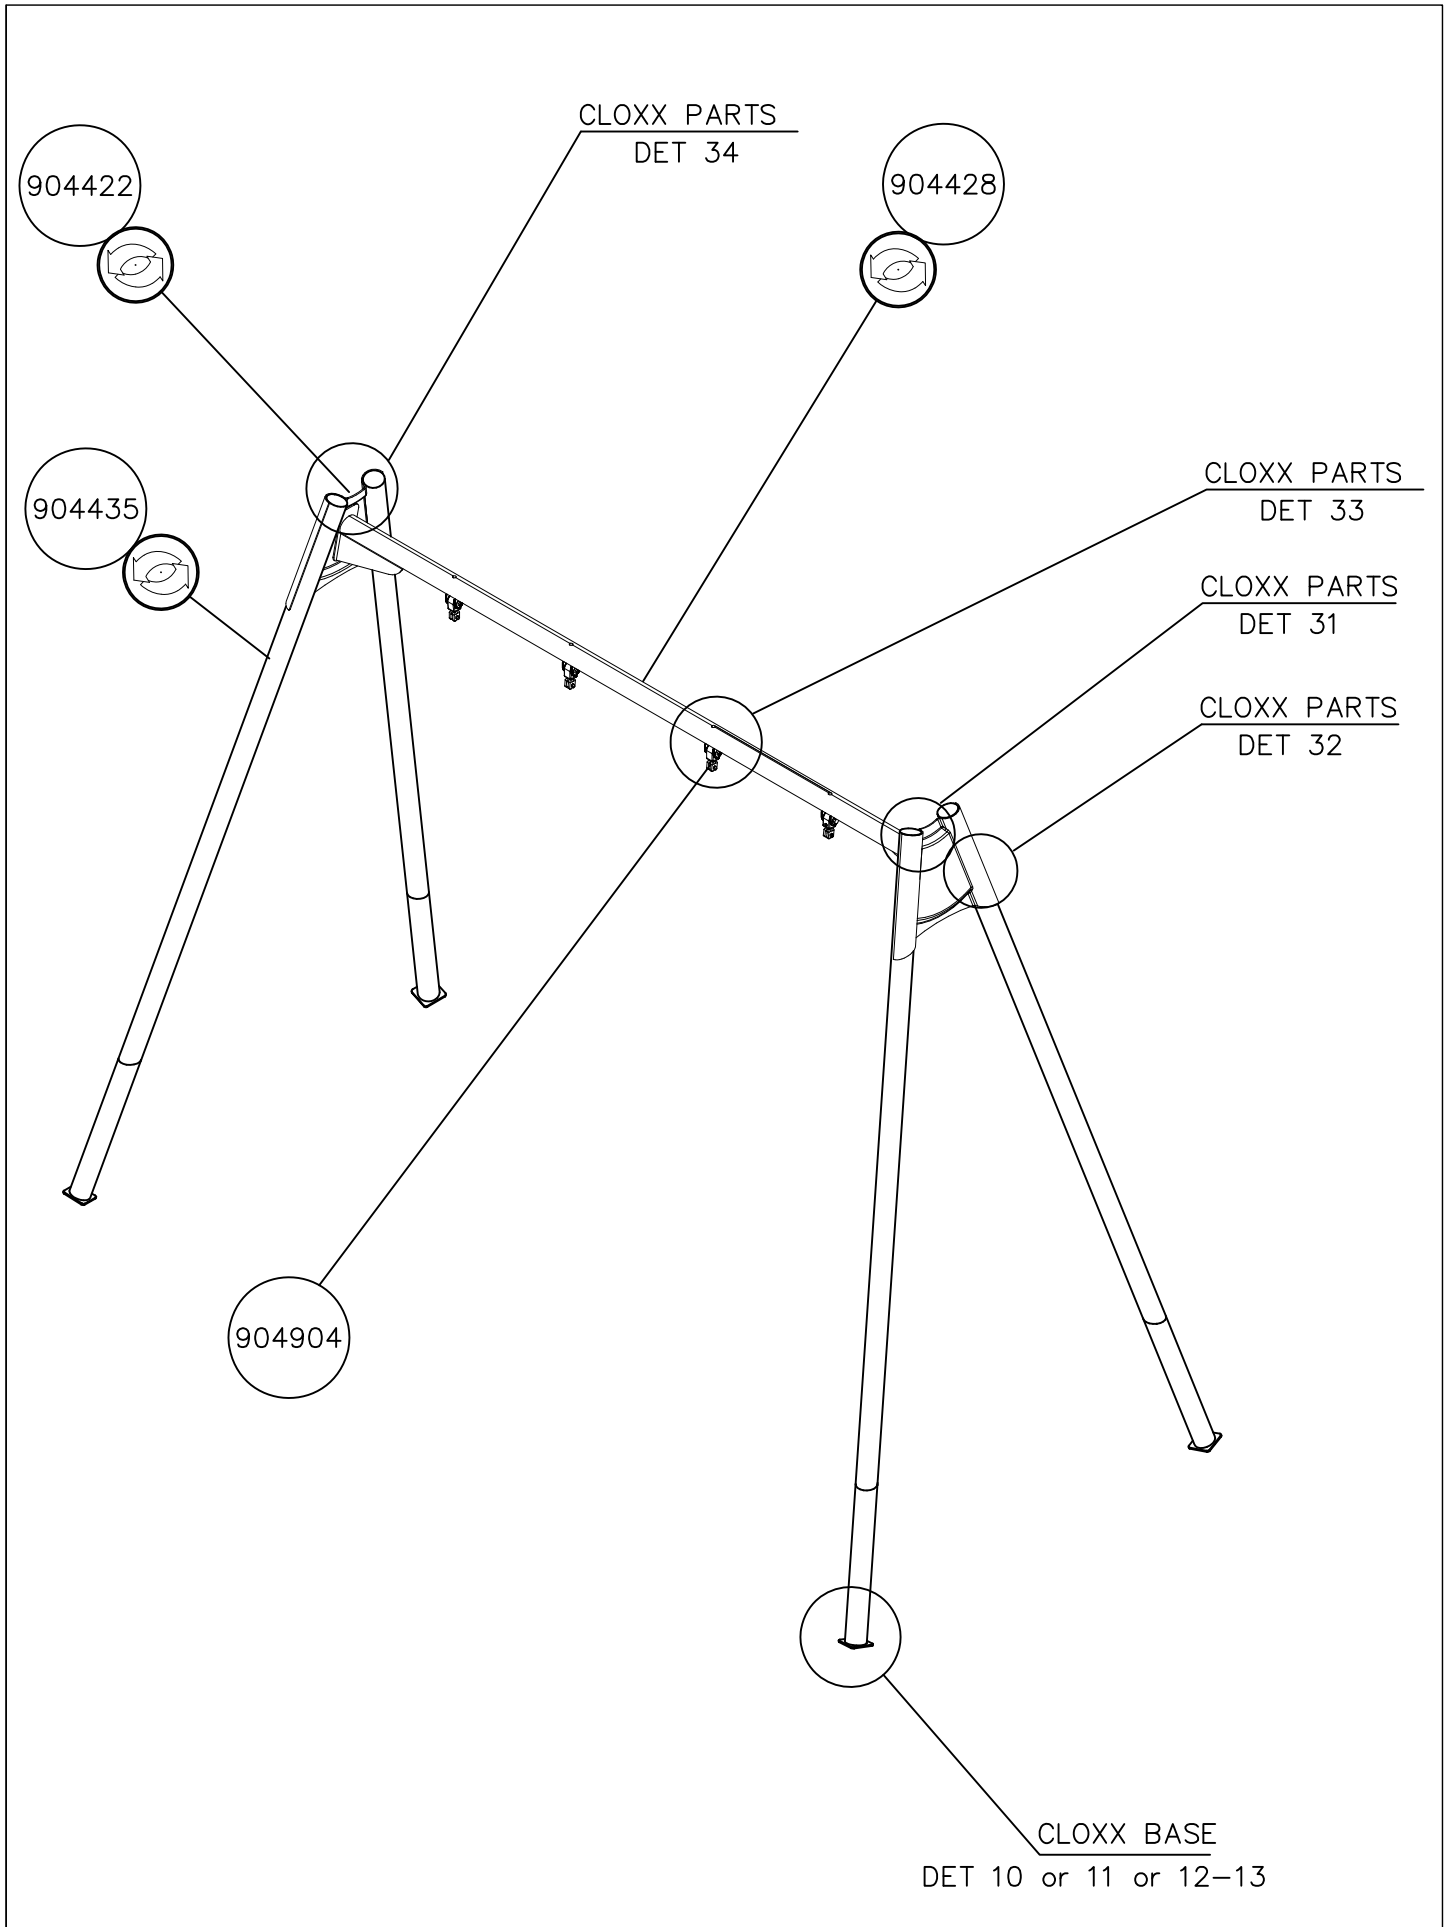 CLOXX PARTS
DET 34
904422
904428
904435
CLOXX PARTS
DET 33
CLOXX PARTS
DET 31
CLOXX PARTS
DET 32
904904
CLOXX BASE
DET 10 or 11 or 12-13